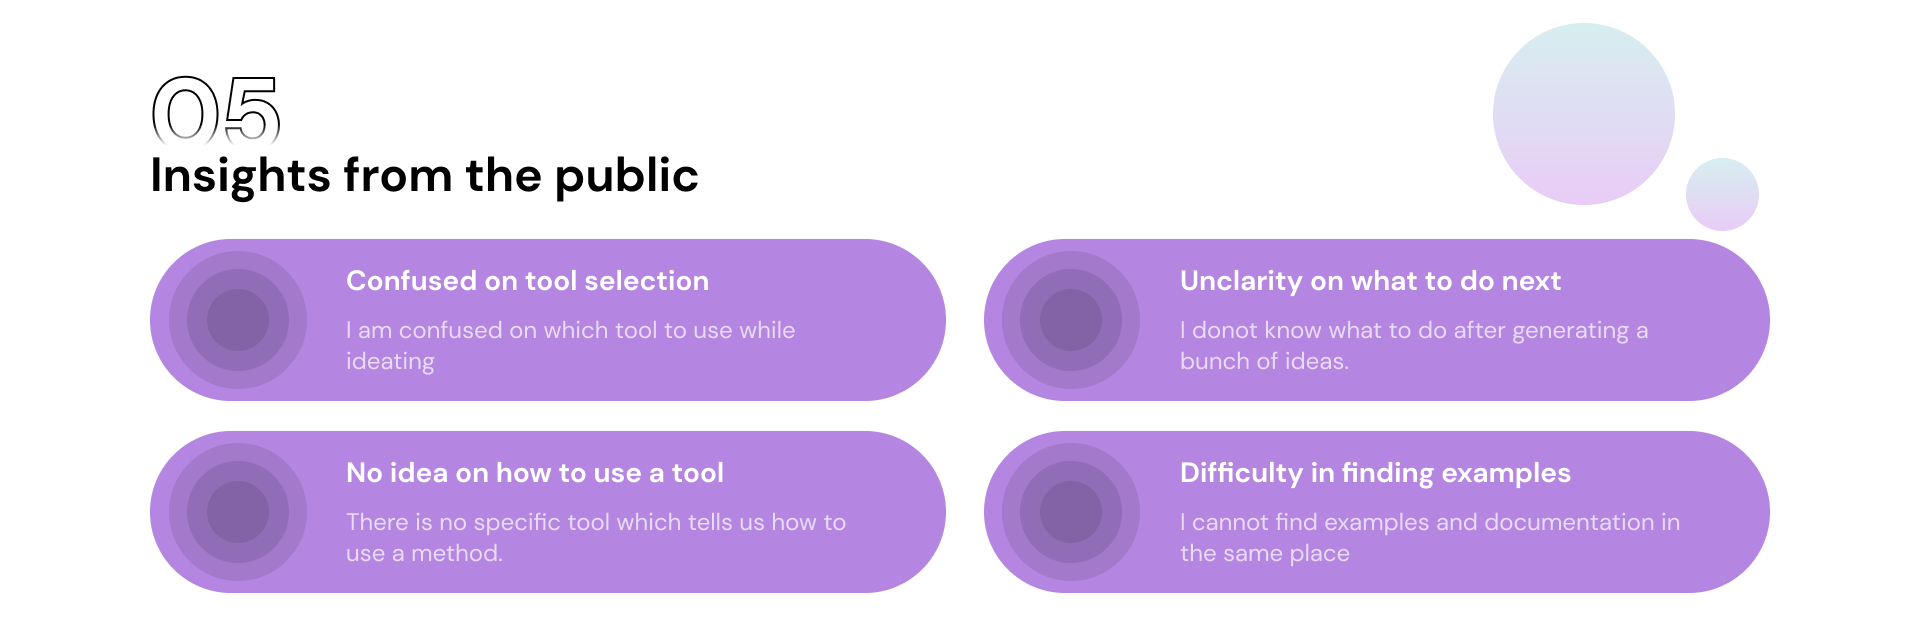 05
Insights from the public
Confused on tool selection
I am confused on which tool to use while
ideating
Unclarity on what to do next
I donot know what to do after generating a
bunch of ideas.
No idea on how to use a tool
There is no specific tool which tells us how to
use a method.
Difficulty in finding examples
I cannot find examples and documentation in
the same place